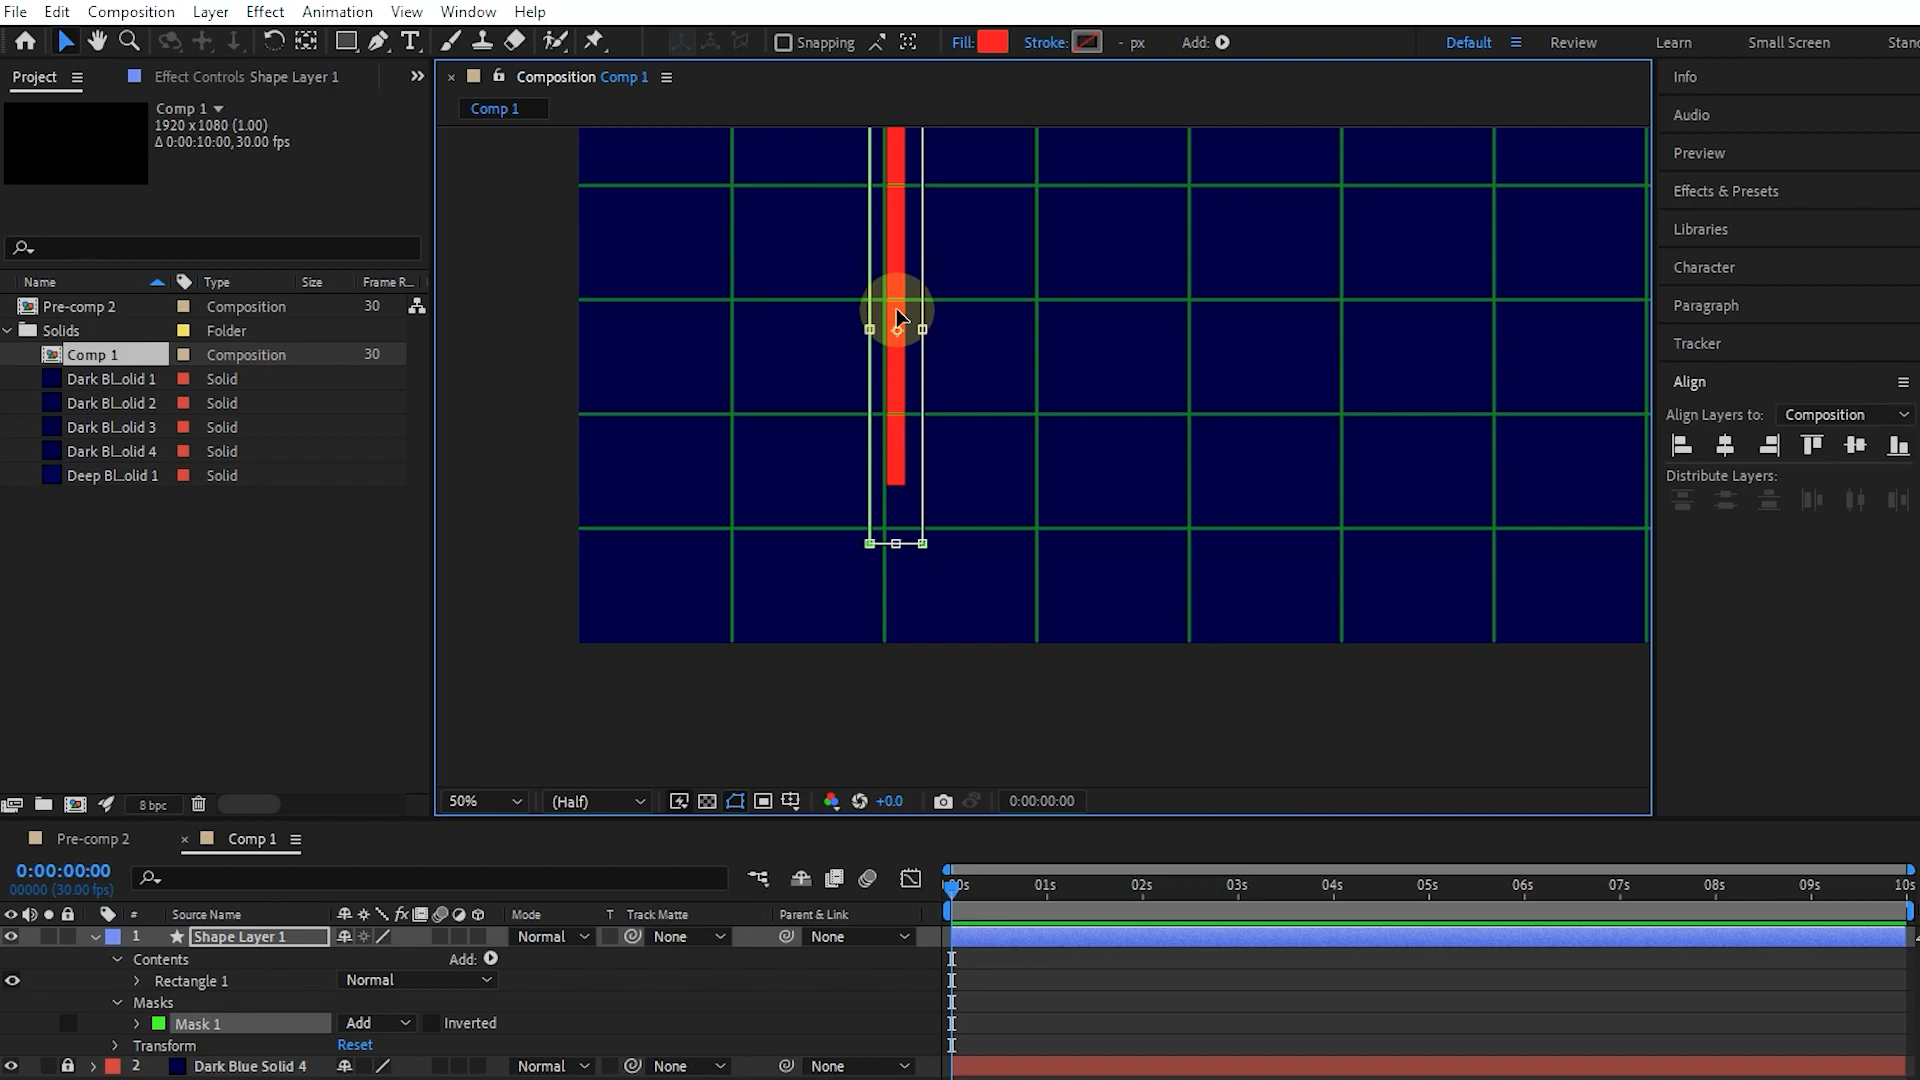 File Edit Composition Layer Effect Animation View Window Help
Snapping Fill: Stroke: - px Add: Default Review Learn Small Screen Stand
Project Effect Controls Shape Layer 1
Composition Comp 1
Info
Comp 1
1920 x 1080 (1.00)
Δ 0:00:10:00, 30.00 fps
Comp 1
Audio
Preview
Effects & Presets
Libraries
Character
Paragraph
Tracker
Align
Align Layers to: Composition
Distribute Layers:
Name Type Size Frame R...
Pre-comp 2 Composition 30
Solids Folder
Comp 1 Composition 30
Dark Bl...olid 1 Solid
Dark Bl...olid 2 Solid
Dark Bl...olid 3 Solid
Dark Bl...olid 4 Solid
Deep Bl...olid 1 Solid
8 bpc
50% (Half) +0.0 0:00:00:00
Pre-comp 2 Comp 1
0:00:00:00
00000 (30.00 fps)
00s 01s 02s 03s 04s 05s 06s 07s 08s 09s 10s
# Source Name fx Mode T Track Matte Parent & Link
1 Shape Layer 1 Normal None None
Contents Add:
Rectangle 1 Normal
Masks
Mask 1 Add Inverted
Transform Reset
2 Dark Blue Solid 4 Normal None None